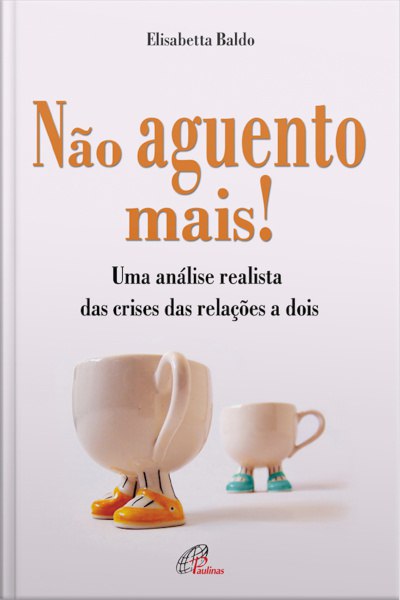 Elisabetta Baldo
Não aguento
mais!
Uma análise realista
das crises das relações a dois
Paulinas